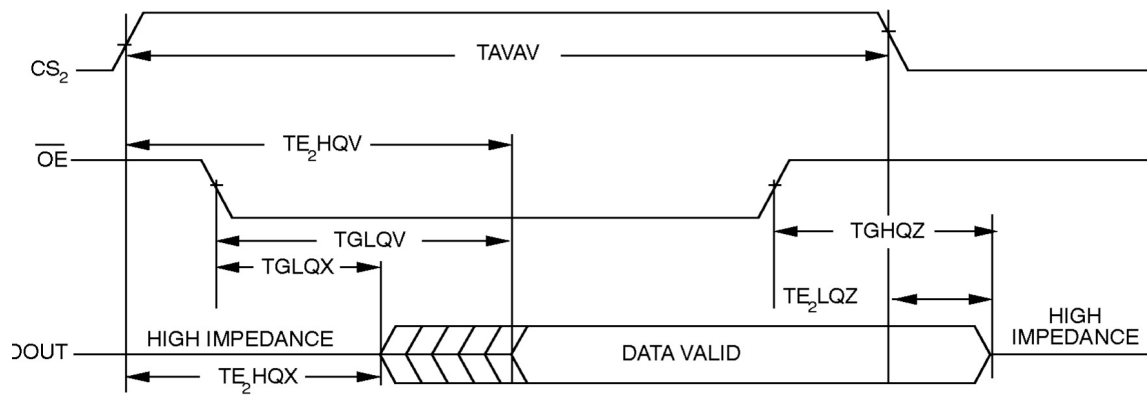 TAVAV
CS₂
TE₂HQV
OE
TGLQV
TGHQZ
TGLQX
TE₂LQZ
HIGH IMPEDANCE
DOUT
DATA VALID
HIGH
IMPEDANCE
TE₂HQX